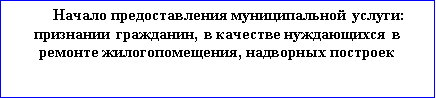 Начало предоставления муниципальной услуги:
признании гражданин, в качестве нуждающихся в
ремонте жилогопомещения, надворных построек